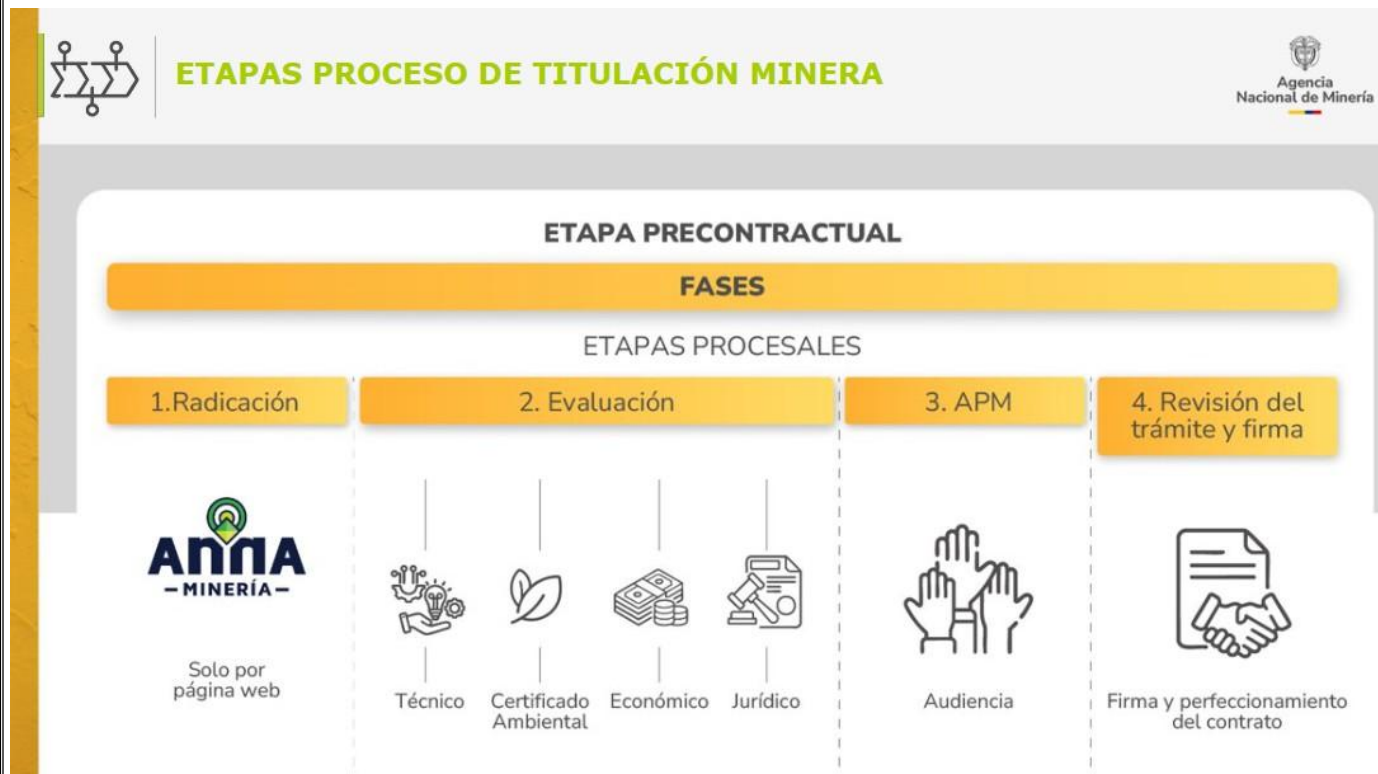 ETAPAS PROCESO DE TITULACIÓN MINERA
Agencia
Nacional de Minería
ETAPA PRECONTRACTUAL
FASES
ETAPAS PROCESALES
1.Radicación
2. Evaluación
3. APM
4. Revisión del
trámite y firma
ANNA
–MINERÍA–
Solo por
página web
Técnico
Certificado
Ambiental
Económico
Jurídico
Audiencia
Firma y perfeccionamiento
del contrato